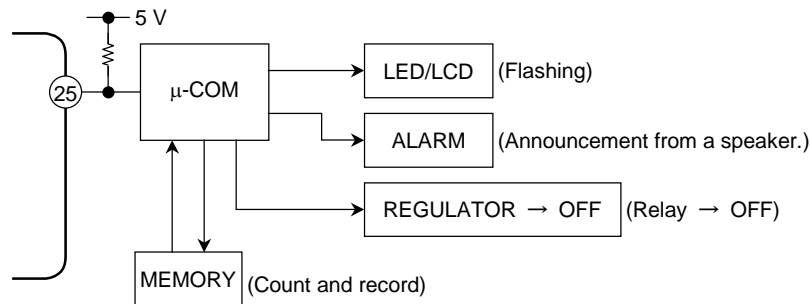 5 V
25
μ-COM
LED/LCD (Flashing)
ALARM (Announcement from a speaker.)
REGULATOR → OFF (Relay → OFF)
MEMORY (Count and record)